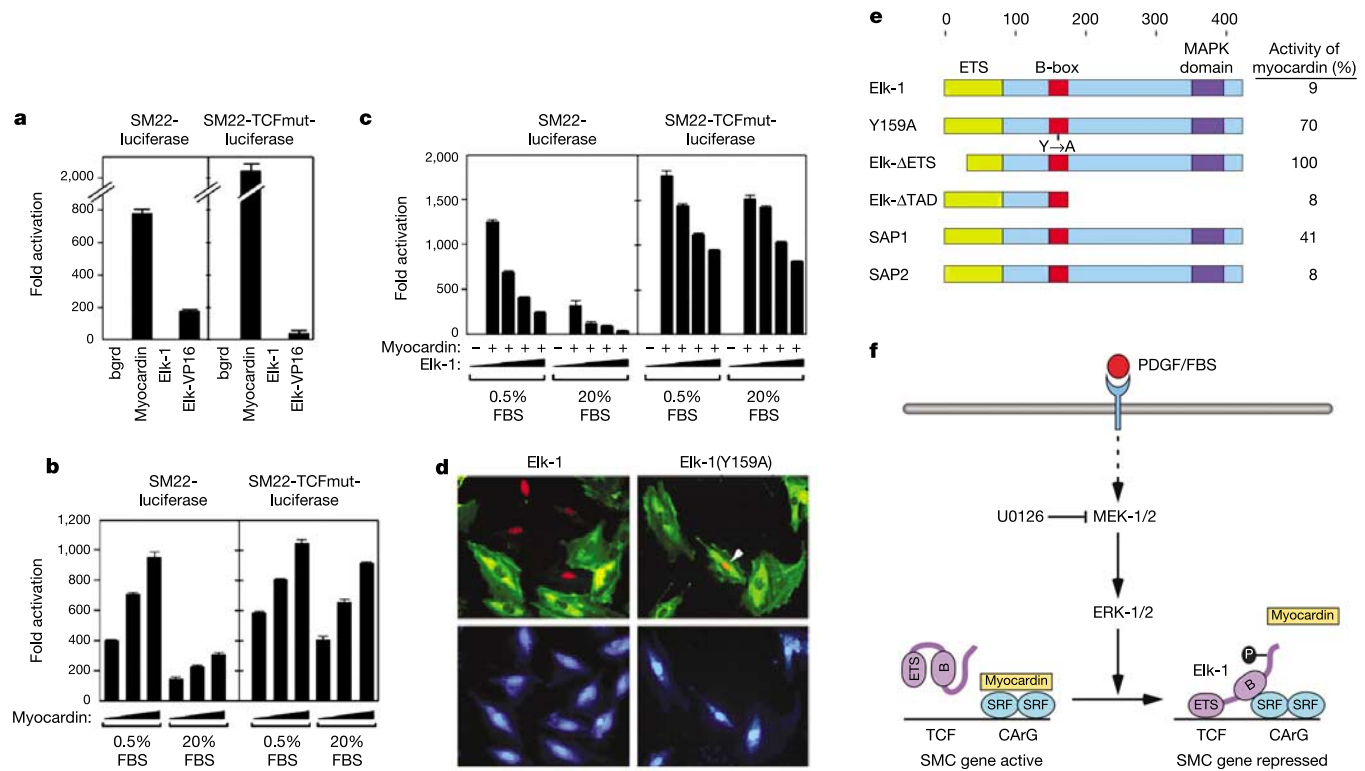 a
SM22-
luciferase
SM22-TCFmut-
luciferase
Fold activation
2,000
800
600
400
200
0
bgrd
Myocardin
Elk-1
Elk-VP16
bgrd
Myocardin
Elk-1
Elk-VP16
b
SM22-
luciferase
SM22-TCFmut-
luciferase
Fold activation
1,200
1,000
800
600
400
200
0
Myocardin:
0.5%
FBS
20%
FBS
0.5%
FBS
20%
FBS
c
SM22-
luciferase
SM22-TCFmut-
luciferase
Fold activation
2,000
1,500
1,000
500
0
Myocardin: – + + + + – + + + + – + + + + – + + + +
Elk-1:
0.5%
FBS
20%
FBS
0.5%
FBS
20%
FBS
d
Elk-1
Elk-1(Y159A)
e
0 100 200 300 400
ETS
B-box
MAPK
domain
Activity of
myocardin (%)
Elk-1 9
Y159A 70
Y→A
Elk-ΔETS 100
Elk-ΔTAD 8
SAP1 41
SAP2 8
f
PDGF/FBS
U0126
MEK-1/2
ERK-1/2
Myocardin
ETS
B
Myocardin
SRF SRF
TCF CArG
SMC gene active
Elk-1
P
B
ETS
SRF SRF
TCF CArG
SMC gene repressed